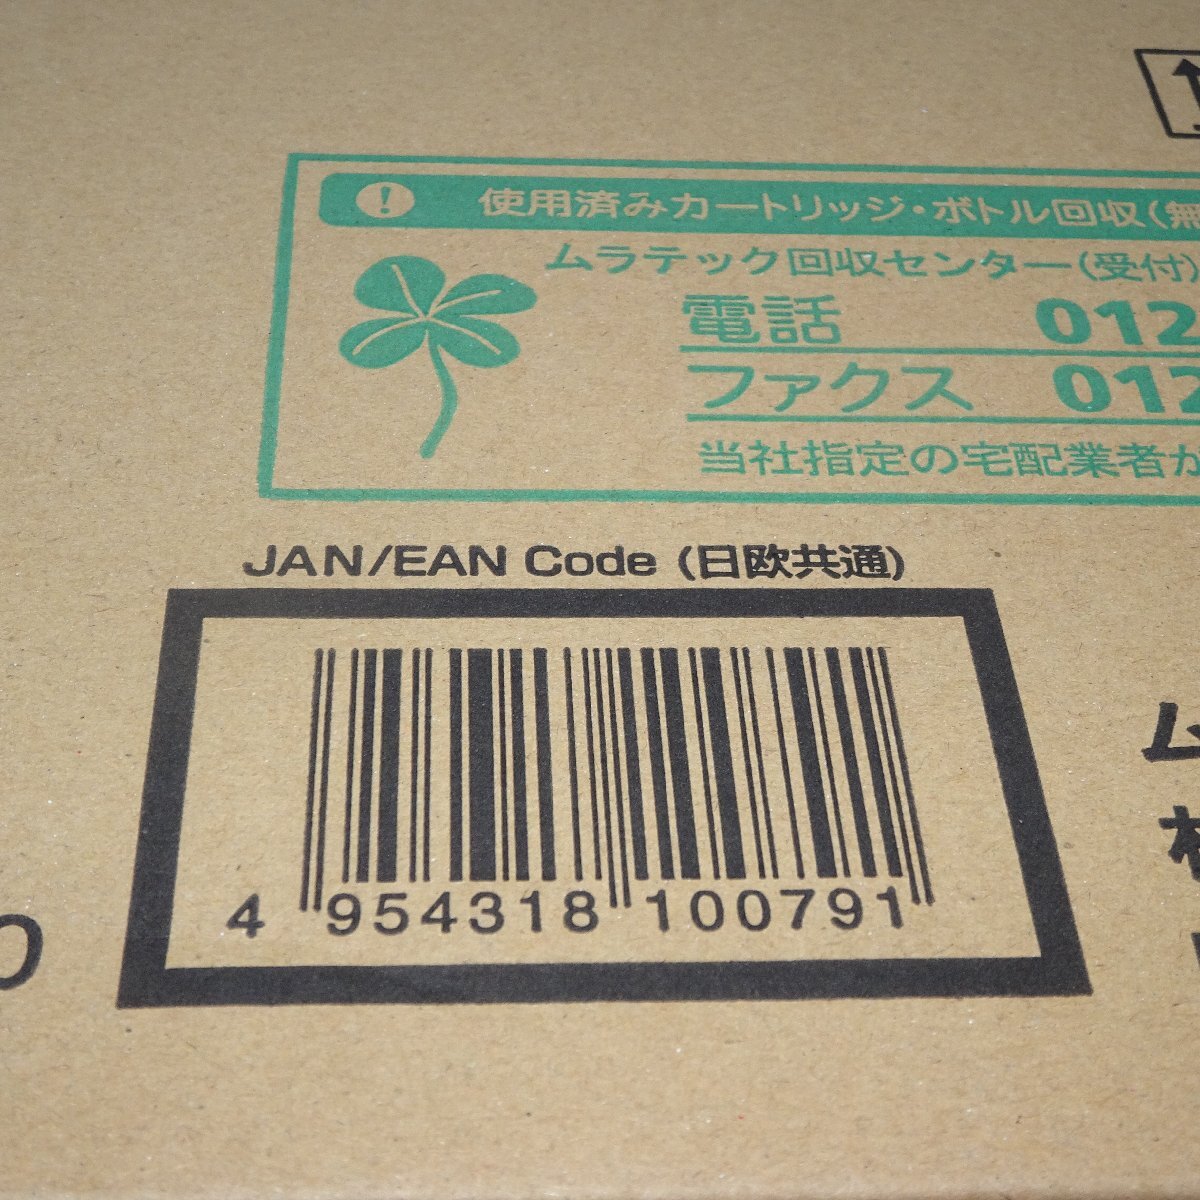 使用済みカートリッジ・ボトル回収(無
ムラテック回収センター(受付)
電話 012
ファクス 012
当社指定の宅配業者が
JAN/EAN Code (日欧共通)
4 954318 100791
ム